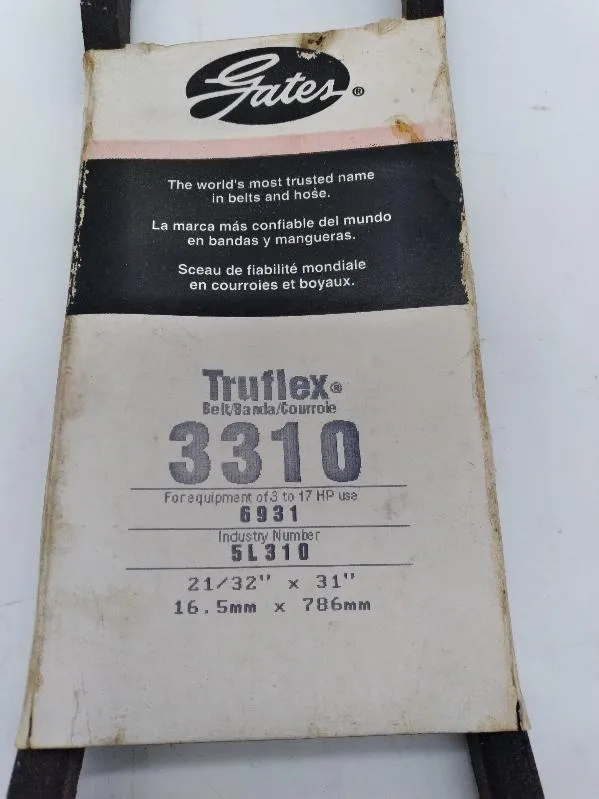 Gates®
The world's most trusted name
in belts and hose.
La marca más confiable del mundo
en bandas y mangueras.
Sceau de fiabilité mondiale
en courroies et boyaux.
Truflex®
Belt/Banda/Courroie
3310
For equipment of 3 to 17 HP use
6931
Industry Number
5L310
21/32" x 31"
16.5mm x 786mm